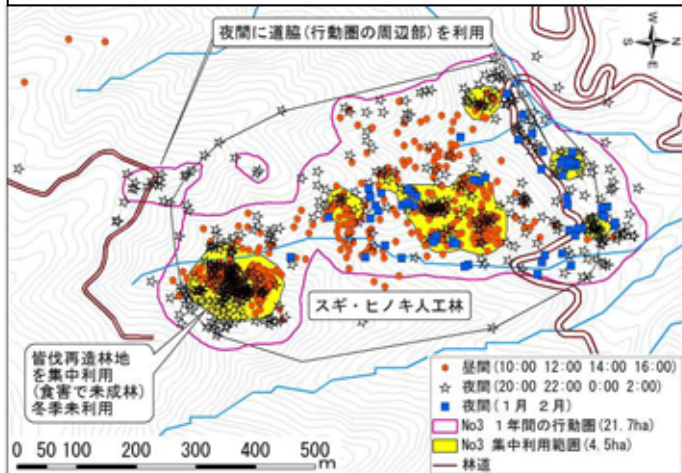 夜間に道脇(行動圏の周辺部)を利用
W
S
N
E
スギ・ヒノキ人工林
皆伐再造林地
を集中利用
(食害で未成林)
冬季未利用
昼間(10:00 12:00 14:00 16:00)
夜間(20:00 22:00 0:00 2:00)
夜間(1月 2月)
No3 1年間の行動圏(21.7ha)
No3 集中利用範囲(4.5ha)
林道
0 50 100 200 300 400 500
m